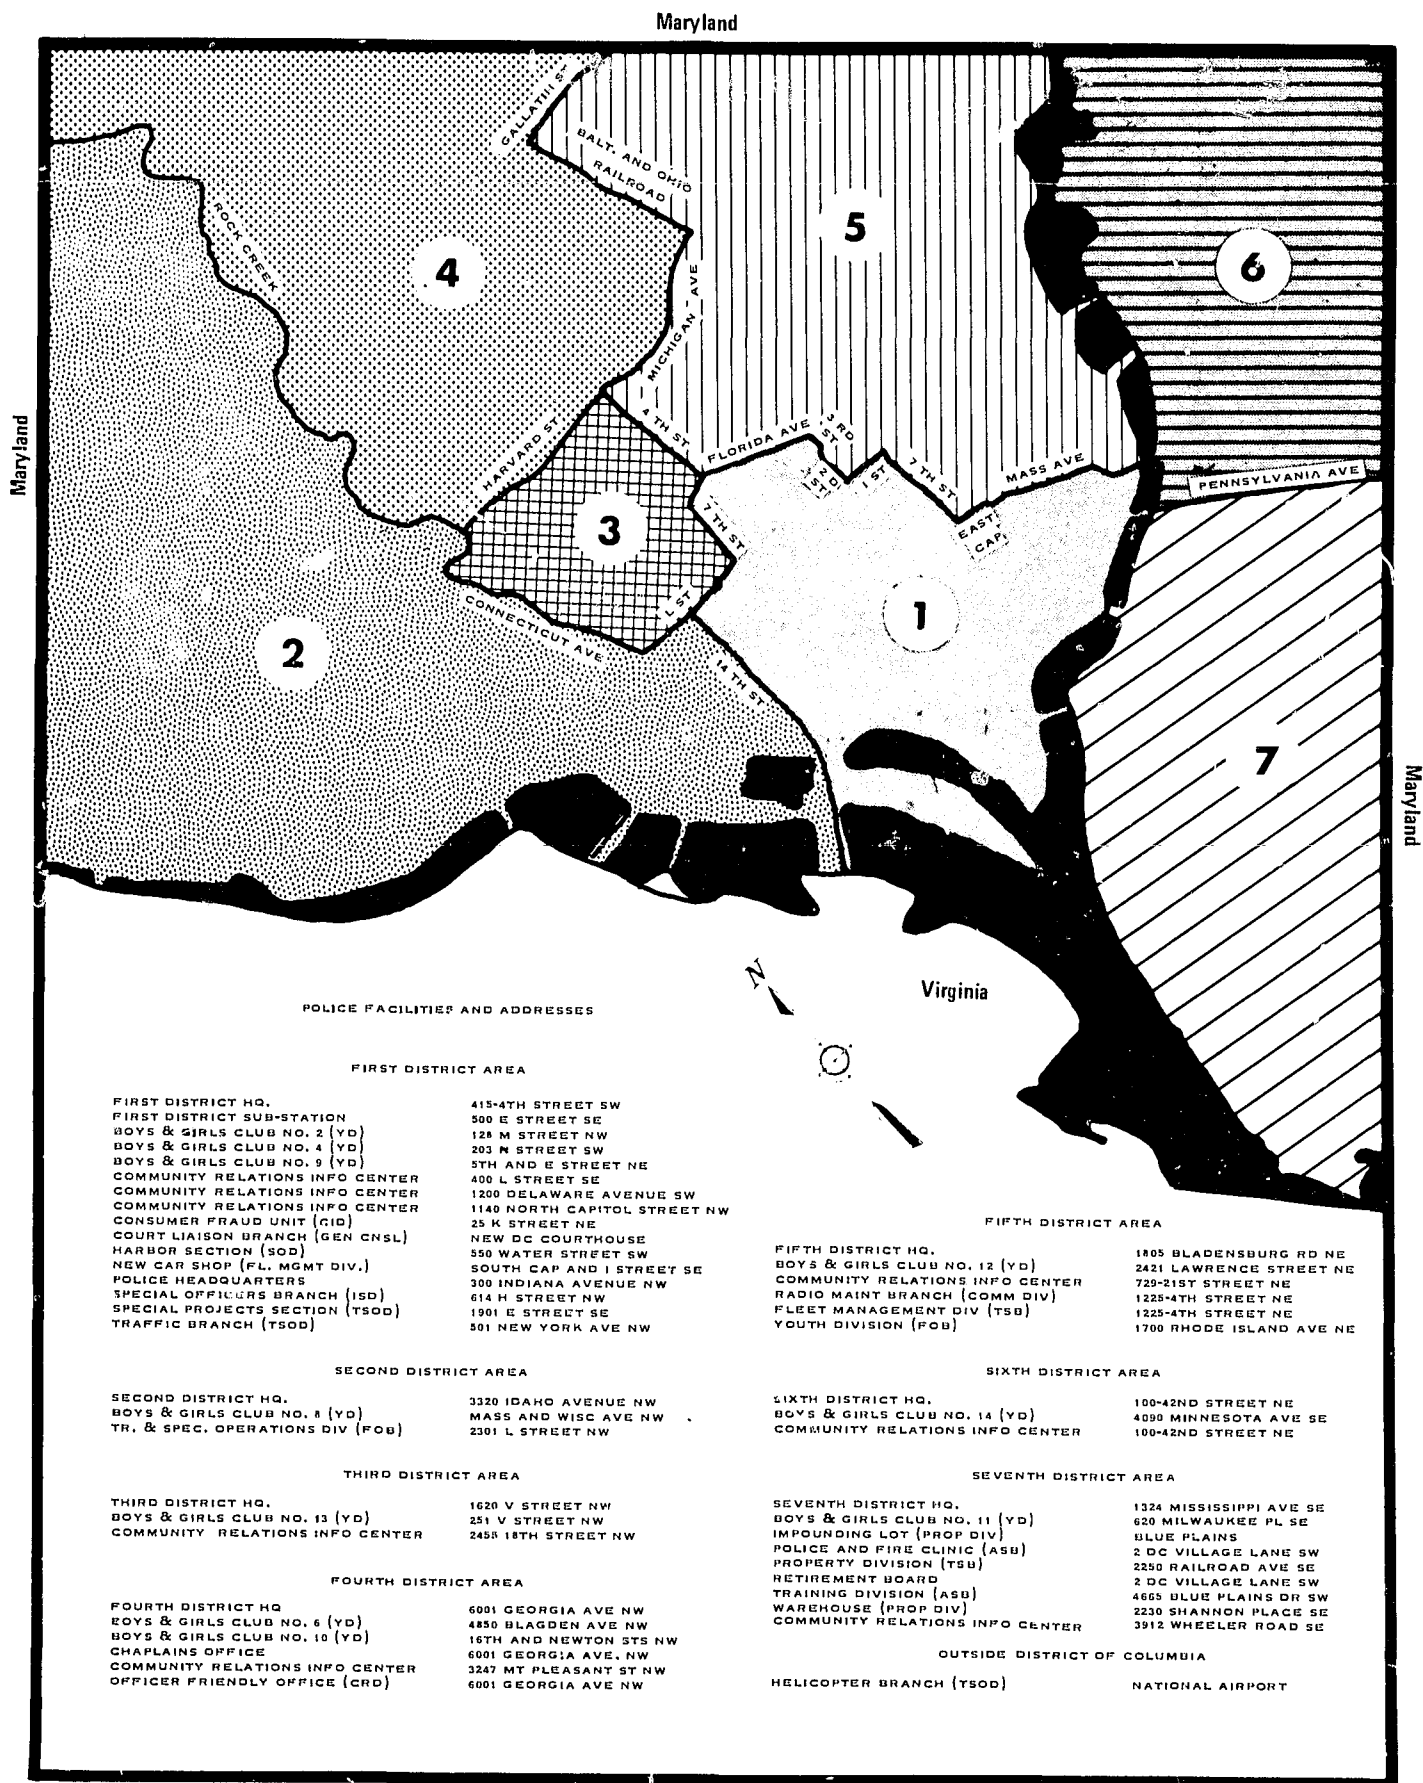 Maryland
GALLATIN ST
BALT. AND OHIO
RAILROAD
5
4
6
ROCK CREEK
MICHIGAN AVE
Maryland
HARVARD ST
4 TH ST
FLORIDA AVE
3 RD
ST
2 ND
ST
1 ST
7 TH ST
MASS AVE
PENNSYLVANIA AVE
3
7 TH ST
EAST
CAP.
L ST
1
CONNECTICUT AVE
2
14 TH ST
7
Maryland
N
Virginia
POLICE FACILITIES AND ADDRESSES
FIRST DISTRICT AREA
FIRST DISTRICT HQ. 415-4TH STREET SW
FIRST DISTRICT SUB-STATION 500 E STREET SE
BOYS & GIRLS CLUB NO. 2 (YD) 128 M STREET NW
BOYS & GIRLS CLUB NO. 4 (YD) 203 N STREET SW
BOYS & GIRLS CLUB NO. 9 (YD) 5TH AND E STREET NE
COMMUNITY RELATIONS INFO CENTER 400 L STREET SE
COMMUNITY RELATIONS INFO CENTER 1200 DELAWARE AVENUE SW
COMMUNITY RELATIONS INFO CENTER 1140 NORTH CAPITOL STREET NW
CONSUMER FRAUD UNIT (CID) 25 K STREET NE
COURT LIAISON BRANCH (GEN CNSL) NEW DC COURTHOUSE
HARBOR SECTION (SOD) 550 WATER STREET SW
NEW CAR SHOP (FL. MGMT DIV.) SOUTH CAP AND I STREET SE
POLICE HEADQUARTERS 300 INDIANA AVENUE NW
SPECIAL OFFICERS BRANCH (ISD) 614 H STREET NW
SPECIAL PROJECTS SECTION (TSOD) 1901 E STREET SE
TRAFFIC BRANCH (TSOD) 501 NEW YORK AVE NW
SECOND DISTRICT AREA
SECOND DISTRICT HQ. 3320 IDAHO AVENUE NW
BOYS & GIRLS CLUB NO. 8 (YD) MASS AND WISC AVE NW
TR. & SPEC. OPERATIONS DIV (FOB) 2301 L STREET NW
THIRD DISTRICT AREA
THIRD DISTRICT HQ. 1620 V STREET NW
BOYS & GIRLS CLUB NO. 13 (YD) 251 V STREET NW
COMMUNITY RELATIONS INFO CENTER 2455 18TH STREET NW
FOURTH DISTRICT AREA
FOURTH DISTRICT HQ 6001 GEORGIA AVE NW
BOYS & GIRLS CLUB NO. 6 (YD) 4850 BLAGDEN AVE NW
BOYS & GIRLS CLUB NO. 10 (YD) 16TH AND NEWTON STS NW
CHAPLAINS OFFICE 6001 GEORGIA AVE. NW
COMMUNITY RELATIONS INFO CENTER 3247 MT PLEASANT ST NW
OFFICER FRIENDLY OFFICE (CRD) 6001 GEORGIA AVE NW
FIFTH DISTRICT AREA
FIFTH DISTRICT HQ. 1805 BLADENSBURG RD NE
BOYS & GIRLS CLUB NO. 12 (YD) 2421 LAWRENCE STREET NE
COMMUNITY RELATIONS INFO CENTER 729-21ST STREET NE
RADIO MAINT BRANCH (COMM DIV) 1225-4TH STREET NE
FLEET MANAGEMENT DIV (TSB) 1225-4TH STREET NE
YOUTH DIVISION (FOB) 1700 RHODE ISLAND AVE NE
SIXTH DISTRICT AREA
SIXTH DISTRICT HQ. 100-42ND STREET NE
BOYS & GIRLS CLUB NO. 14 (YD) 4090 MINNESOTA AVE SE
COMMUNITY RELATIONS INFO CENTER 100-42ND STREET NE
SEVENTH DISTRICT AREA
SEVENTH DISTRICT HQ. 1324 MISSISSIPPI AVE SE
BOYS & GIRLS CLUB NO. 11 (YD) 620 MILWAUKEE PL SE
IMPOUNDING LOT (PROP DIV) BLUE PLAINS
POLICE AND FIRE CLINIC (ASB) 2 DC VILLAGE LANE SW
PROPERTY DIVISION (TSB) 2250 RAILROAD AVE SE
RETIREMENT BOARD 2 DC VILLAGE LANE SW
TRAINING DIVISION (ASB) 4665 BLUE PLAINS DR SW
WAREHOUSE (PROP DIV) 2230 SHANNON PLACE SE
COMMUNITY RELATIONS INFO CENTER 3912 WHEELER ROAD SE
OUTSIDE DISTRICT OF COLUMBIA
HELICOPTER BRANCH (TSOD) NATIONAL AIRPORT